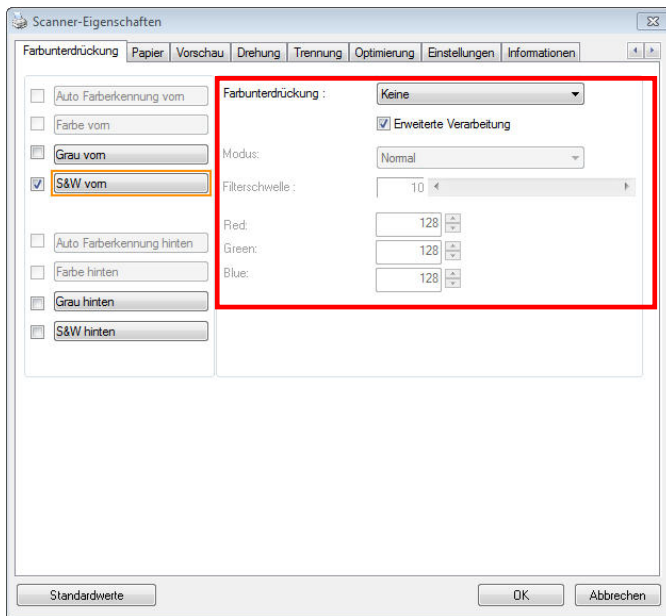 Scanner-Eigenschaften
Farbunterdrückung Papier Vorschau Drehung Trennung Optimierung Einstellungen Informationen
Auto Farberkennung vorn
Farbe vorn
Grau vorn
S&W vorn
Auto Farberkennung hinten
Farbe hinten
Grau hinten
S&W hinten
Farbunterdrückung : Keine
Erweiterte Verarbeitung
Modus: Normal
Filterschwelle : 10
Red: 128
Green: 128
Blue: 128
Standardwerte OK Abbrechen